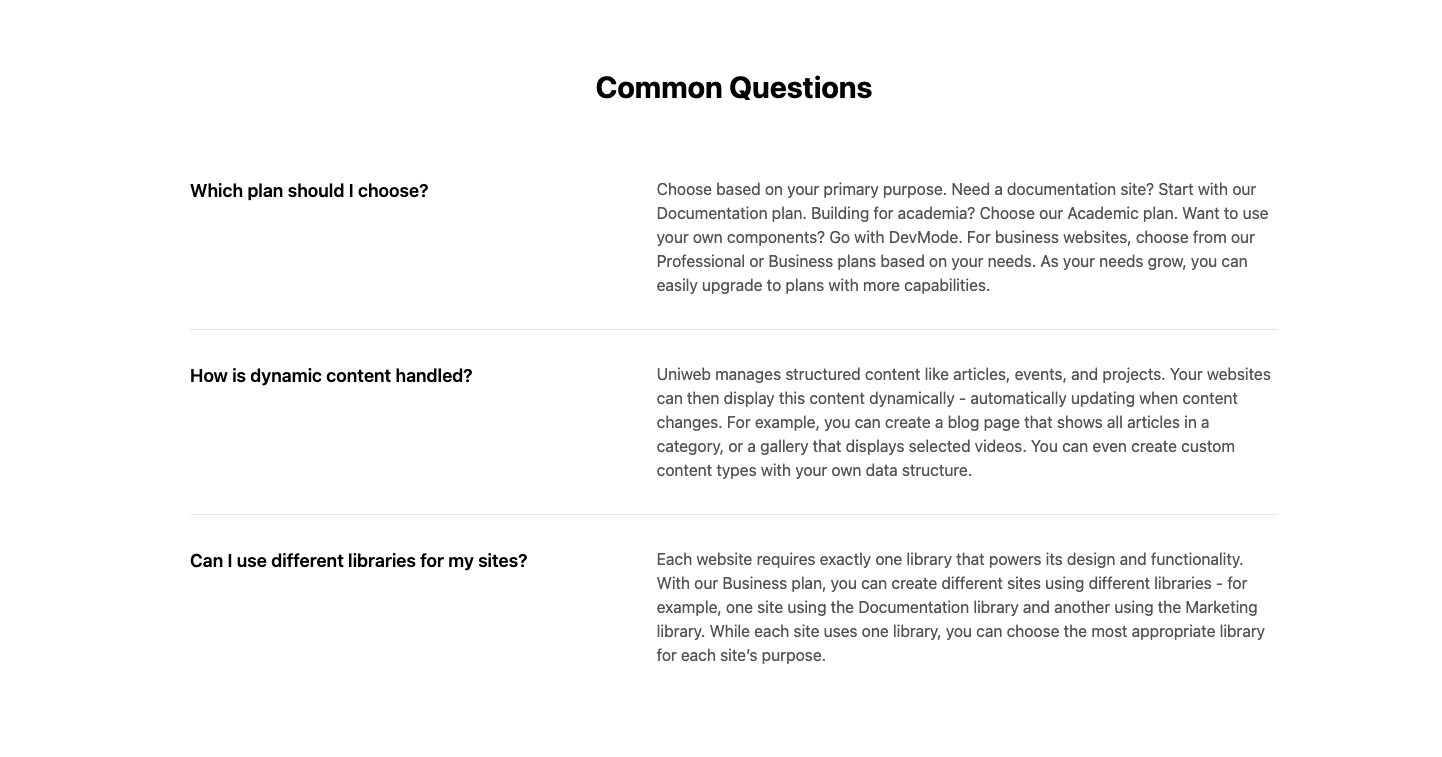 Common Questions
Which plan should I choose?
Choose based on your primary purpose. Need a documentation site? Start with our
Documentation plan. Building for academia? Choose our Academic plan. Want to use
your own components? Go with DevMode. For business websites, choose from our
Professional or Business plans based on your needs. As your needs grow, you can
easily upgrade to plans with more capabilities.
How is dynamic content handled?
Uniweb manages structured content like articles, events, and projects. Your websites
can then display this content dynamically - automatically updating when content
changes. For example, you can create a blog page that shows all articles in a
category, or a gallery that displays selected videos. You can even create custom
content types with your own data structure.
Can I use different libraries for my sites?
Each website requires exactly one library that powers its design and functionality.
With our Business plan, you can create different sites using different libraries - for
example, one site using the Documentation library and another using the Marketing
library. While each site uses one library, you can choose the most appropriate library
for each site’s purpose.